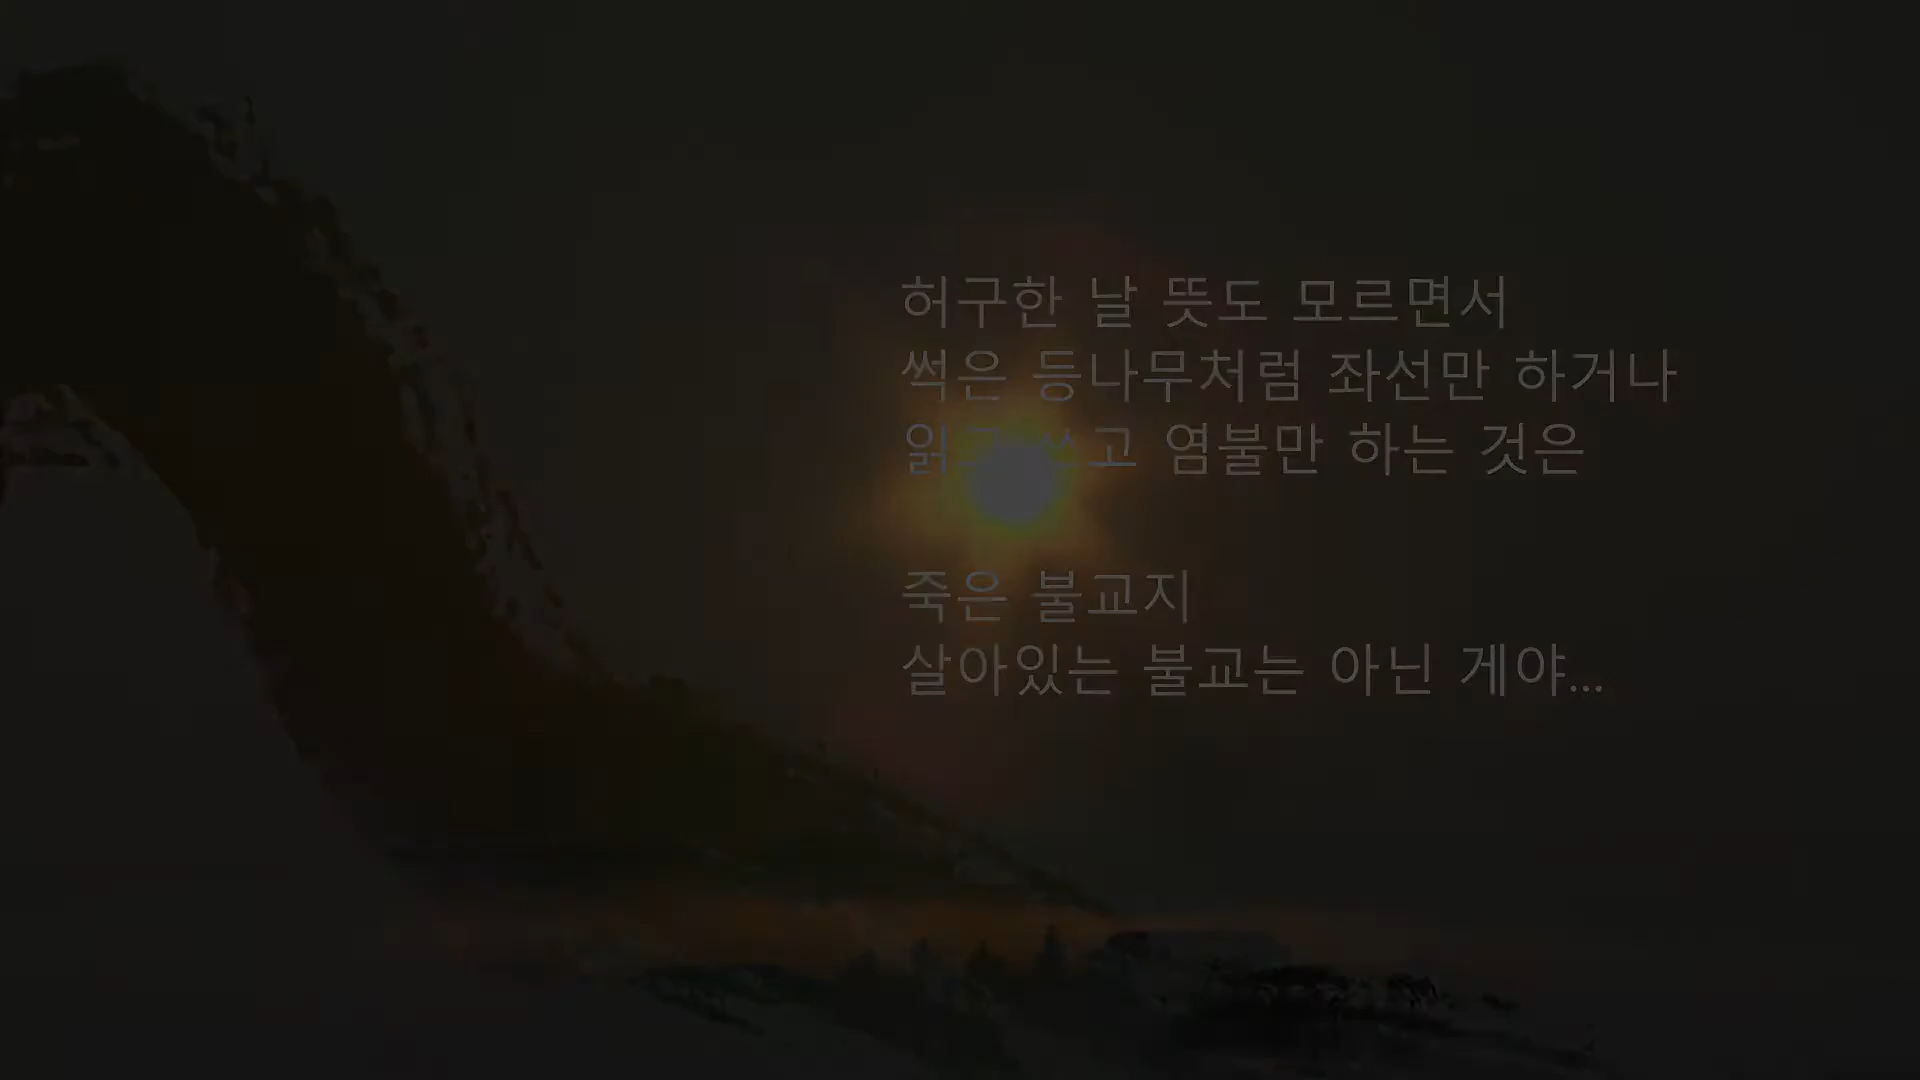 허구한 날 뜻도 모르면서
썩은 등나무처럼 좌선만 하거나
읽고 쓰고 염불만 하는 것은
죽은 불교지
살아있는 불교는 아닌 게야...